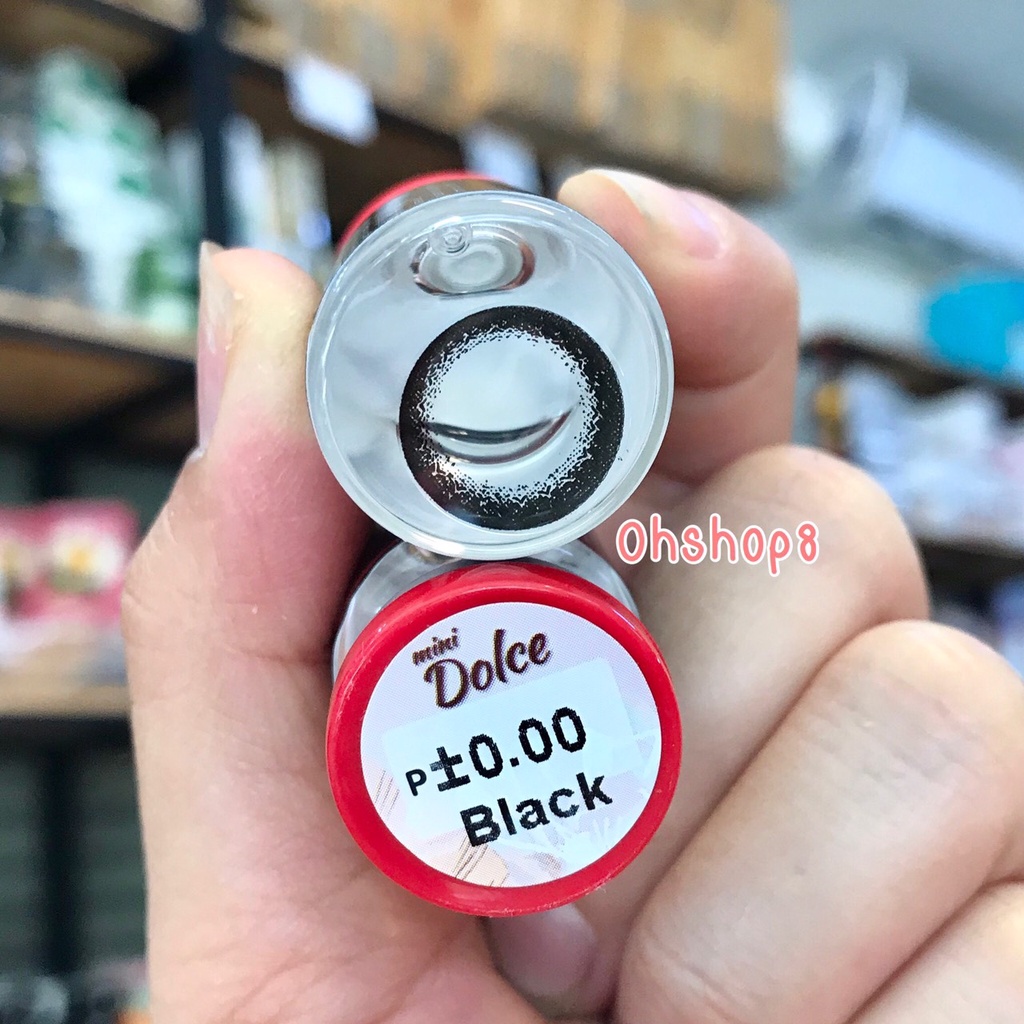 Ohshop8
mini
Dolce
P±0.00
Black